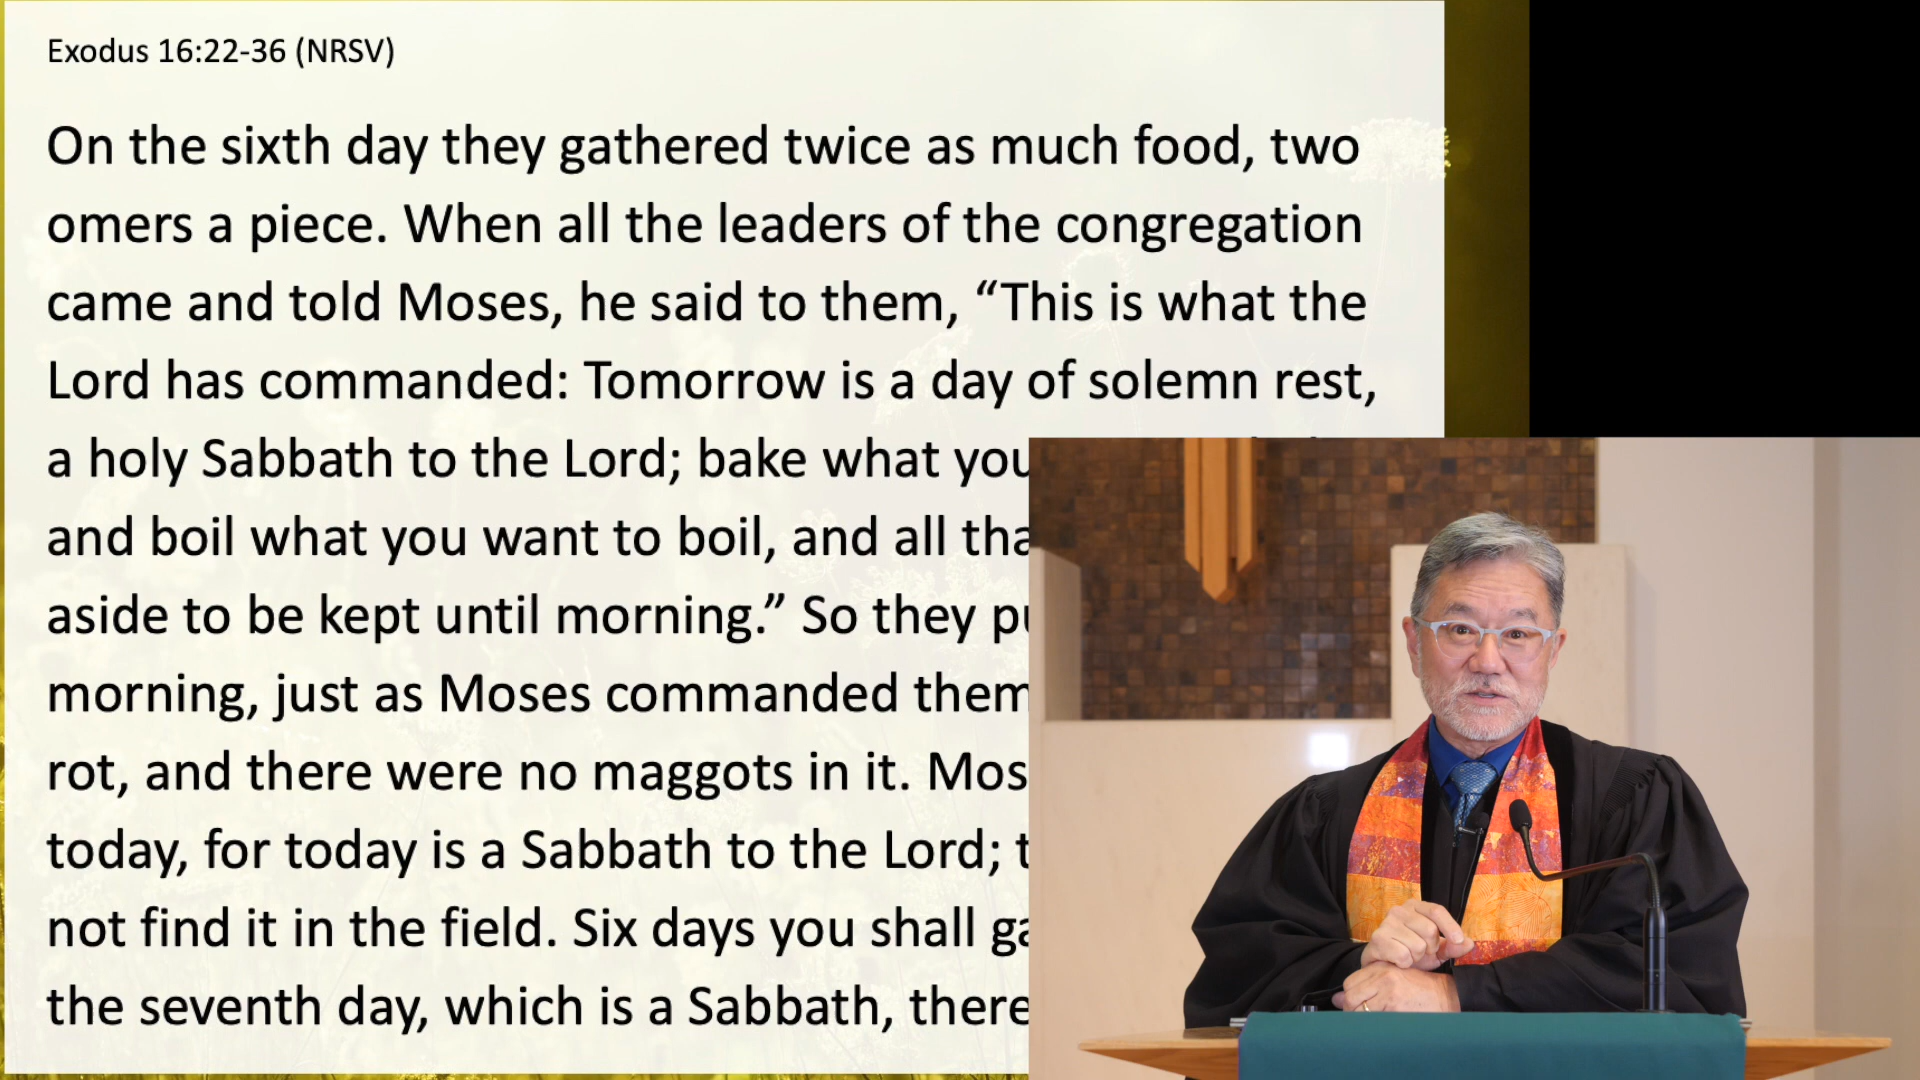 Exodus 16:22-36 (NRSV)
On the sixth day they gathered twice as much food, two
omers a piece. When all the leaders of the congregation
came and told Moses, he said to them, “This is what the
Lord has commanded: Tomorrow is a day of solemn rest,
a holy Sabbath to the Lord; bake what you
and boil what you want to boil, and all
aside to be kept until morning.” So they
morning, just as Moses commanded them
rot, and there were no maggots in it.
today, for today is a Sabbath to the Lord;
not find it in the field. Six days you shall
the seventh day, which is a Sabbath, there